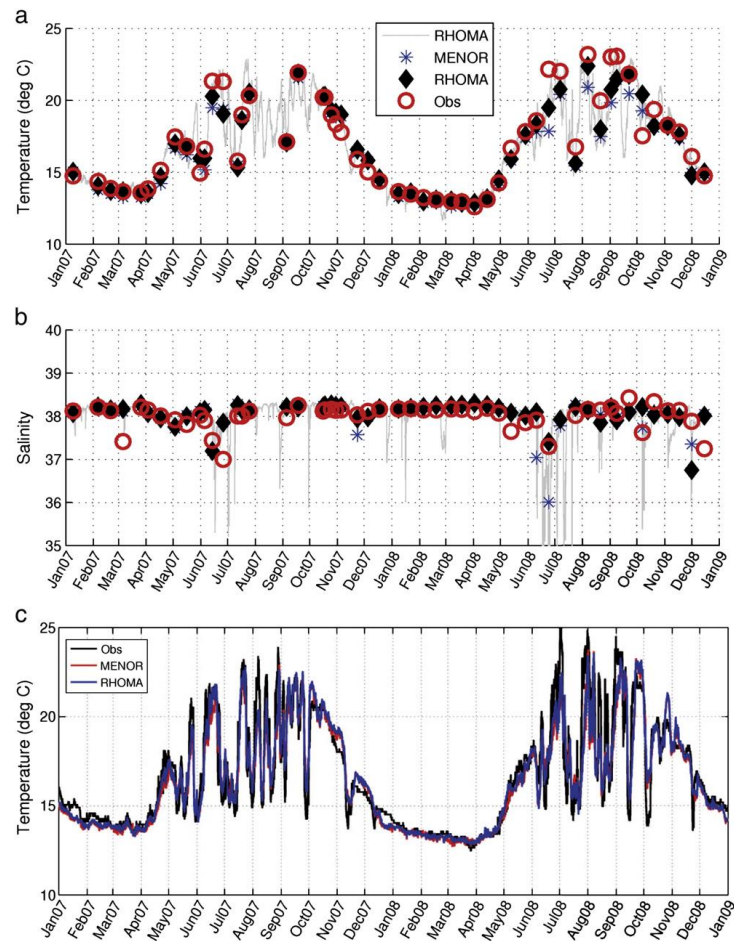 a
25
20
15
10
Temperature (deg C)
RHOMA
MENOR
RHOMA
Obs
Jan07 Feb07 Mar07 Apr07 May07 Jun07 Jul07 Aug07 Sep07 Oct07 Nov07 Dec07 Jan08 Feb08 Mar08 Apr08 May08 Jun08 Jul08 Aug08 Sep08 Oct08 Nov08 Dec08 Jan09
b
40
39
38
37
36
35
Salinity
Jan07 Feb07 Mar07 Apr07 May07 Jun07 Jul07 Aug07 Sep07 Oct07 Nov07 Dec07 Jan08 Feb08 Mar08 Apr08 May08 Jun08 Jul08 Aug08 Sep08 Oct08 Nov08 Dec08 Jan09
c
25
20
15
10
Temperature (deg C)
Obs
MENOR
RHOMA
Jan07 Feb07 Mar07 Apr07 May07 Jun07 Jul07 Aug07 Sep07 Oct07 Nov07 Dec07 Jan08 Feb08 Mar08 Apr08 May08 Jun08 Jul08 Aug08 Sep08 Oct08 Nov08 Dec08 Jan09